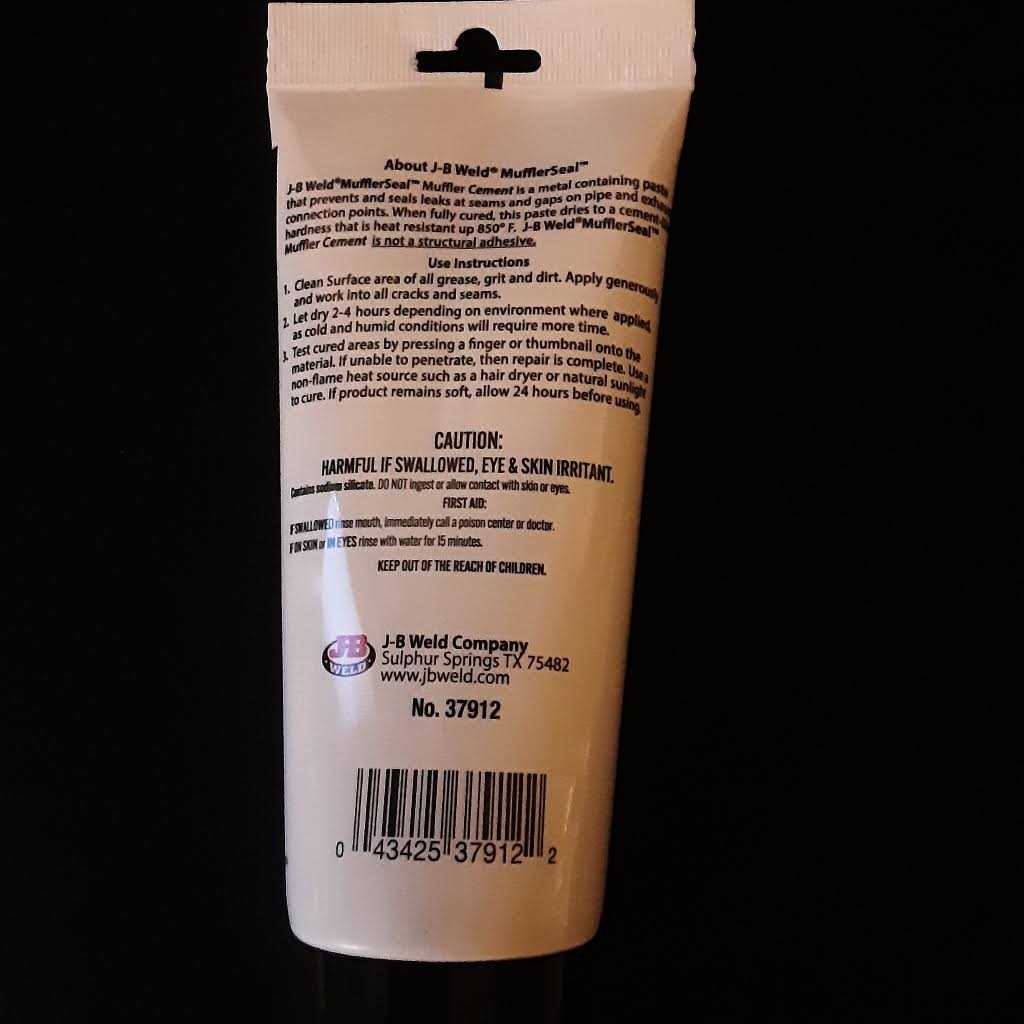 About J-B Weld® MufflerSeal™
J-B Weld®MufflerSeal™ Muffler Cement is a metal containing paste
that prevents and seals leaks at seams and gaps on pipe and
connection points. When fully cured, this paste dries to a
hardness that is heat resistant up 850° F. J-B Weld®MufflerSeal™
Muffler Cement is not a structural adhesive.
Use Instructions
1. Clean Surface area of all grease, grit and dirt. Apply generously
and work into all cracks and seams.
2. Let dry 2-4 hours depending on environment where applied,
as cold and humid conditions will require more time.
3. Test cured areas by pressing a finger or thumbnail onto the
material. If unable to penetrate, then repair is complete. Use a
non-flame heat source such as a hair dryer or natural sunlight
to cure. If product remains soft, allow 24 hours before using.
CAUTION:
HARMFUL IF SWALLOWED, EYE & SKIN IRRITANT.
Contains sodium silicate. DO NOT ingest or allow contact with skin or eyes.
FIRST AID:
IF SWALLOWED rinse mouth, immediately call a poison center or doctor.
IF ON SKIN or IN EYES rinse with water for 15 minutes.
KEEP OUT OF THE REACH OF CHILDREN.
J-B WELD
J-B Weld Company
Sulphur Springs TX 75482
www.jbweld.com
No. 37912
0 43425 37912 2